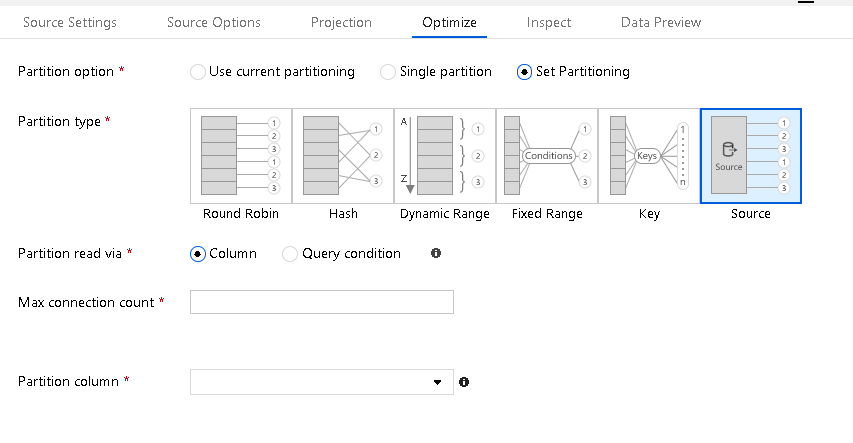 Source Settings Source Options Projection Optimize Inspect Data Preview
Partition option * Use current partitioning Single partition Set Partitioning
Partition type *
1 2 3 1 2 3
1 2 3
A Z 1 2 3
Conditions 1 2 3
Keys 1 n
Source 1 2 3 1 2 3
Round Robin Hash Dynamic Range Fixed Range Key Source
Partition read via * Column Query condition
Max connection count *
Partition column *